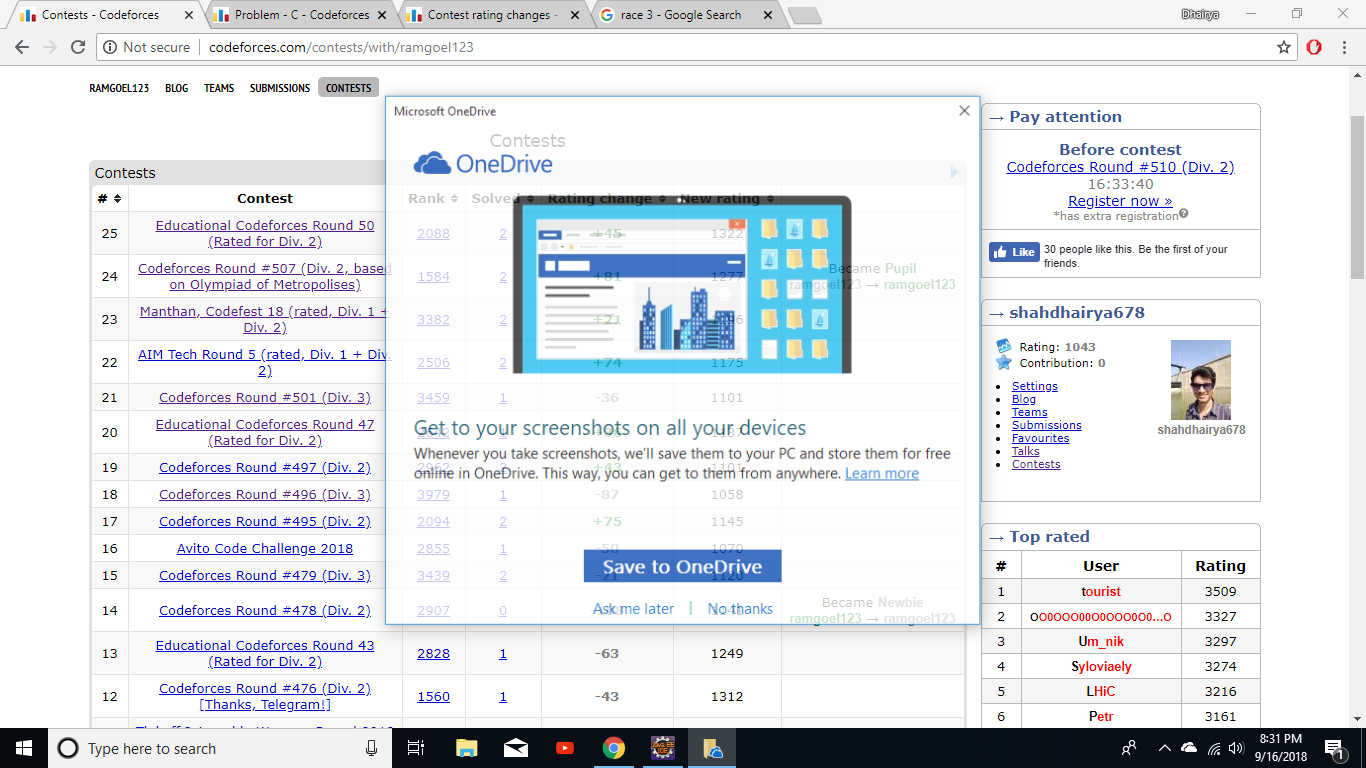 Contests - Codeforces
Problem - C - Codeforces
Contest rating changes -
race 3 - Google Search
Dhairya
Not secure
codeforces.com/contests/with/ramgoel123
RAMGOEL123 BLOG TEAMS SUBMISSIONS CONTESTS
Contests
Contests
# Contest Rank Solved Rating change New rating
25 Educational Codeforces Round 50 (Rated for Div. 2) 2088 2 +45 1322
24 Codeforces Round #507 (Div. 2, based on Olympiad of Metropolises) 1584 2 +81 1277 Became Pupil
ramgoel123 → ramgoel123
23 Manthan, Codefest 18 (rated, Div. 1 + Div. 2) 3382 2 +21
22 AIM Tech Round 5 (rated, Div. 1 + Div. 2) 2506 2 +74 1175
21 Codeforces Round #501 (Div. 3) 3459 1 -36 1101
20 Educational Codeforces Round 47 (Rated for Div. 2)
19 Codeforces Round #497 (Div. 2) +43 1101
18 Codeforces Round #496 (Div. 3) 3979 1 -87 1058
17 Codeforces Round #495 (Div. 2) 2094 2 +75 1145
16 Avito Code Challenge 2018 2855 1 -50 1070
15 Codeforces Round #479 (Div. 3) 3439 2 -21 1120
14 Codeforces Round #478 (Div. 2) 2907 0 Became Newbie
ramgoel123 → ramgoel123
13 Educational Codeforces Round 43 (Rated for Div. 2) 2828 1 -63 1249
12 Codeforces Round #476 (Div. 2) [Thanks, Telegram!] 1560 1 -43 1312
Microsoft OneDrive
OneDrive
Get to your screenshots on all your devices
Whenever you take screenshots, we'll save them to your PC and store them for free
online in OneDrive. This way, you can get to them from anywhere. Learn more
Save to OneDrive
Ask me later | No thanks
→ Pay attention
Before contest
Codeforces Round #510 (Div. 2)
16:33:40
Register now »
*has extra registration
Like
30 people like this. Be the first of your
friends.
→ shahdhairya678
Rating: 1043
Contribution: 0
Settings
Blog
Teams
Submissions
Favourites
Talks
Contests
shahdhairya678
→ Top rated
# User Rating
1 tourist 3509
2 OO0OOO00O0OOO0O0...O 3327
3 Um_nik 3297
4 Syloviaely 3274
5 LHiC 3216
6 Petr 3161
Type here to search
8:31 PM
9/16/2018
1